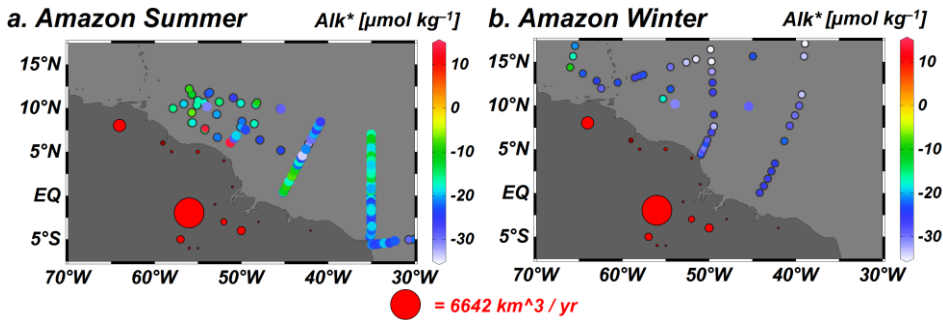 a. Amazon Summer Alk* [μmol kg⁻¹]
b. Amazon Winter Alk* [μmol kg⁻¹]
15°N
10°N
5°N
EQ
5°S
70°W 60°W 50°W 40°W 30°W
10
0
-10
-20
-30
15°N
10°N
5°N
EQ
5°S
70°W 60°W 50°W 40°W 30°W
10
0
-10
-20
-30
= 6642 km^3 / yr